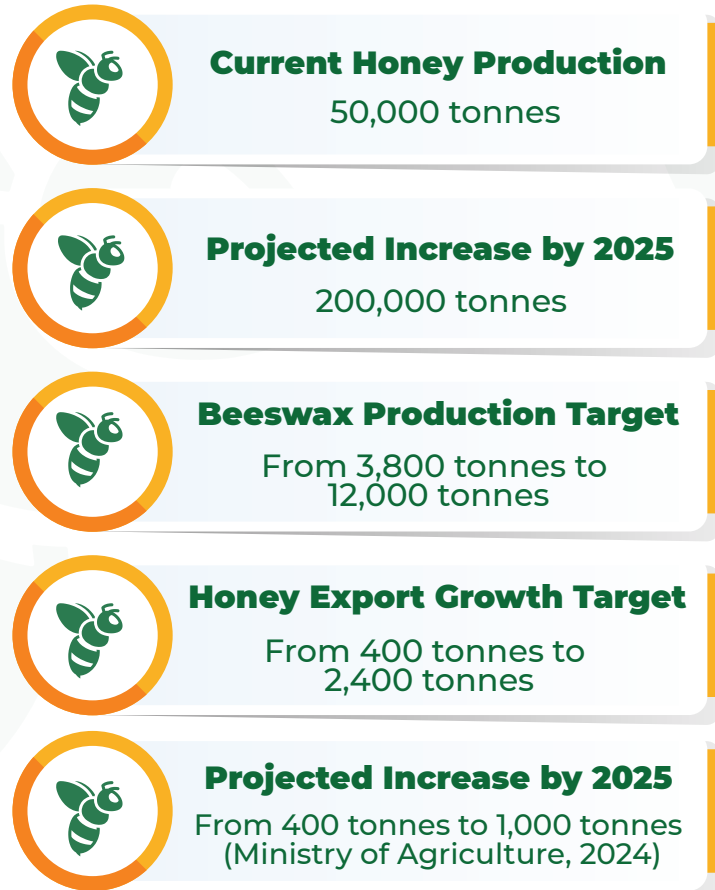 Current Honey Production
50,000 tonnes
Projected Increase by 2025
200,000 tonnes
Beeswax Production Target
From 3,800 tonnes to
12,000 tonnes
Honey Export Growth Target
From 400 tonnes to
2,400 tonnes
Projected Increase by 2025
From 400 tonnes to 1,000 tonnes
(Ministry of Agriculture, 2024)